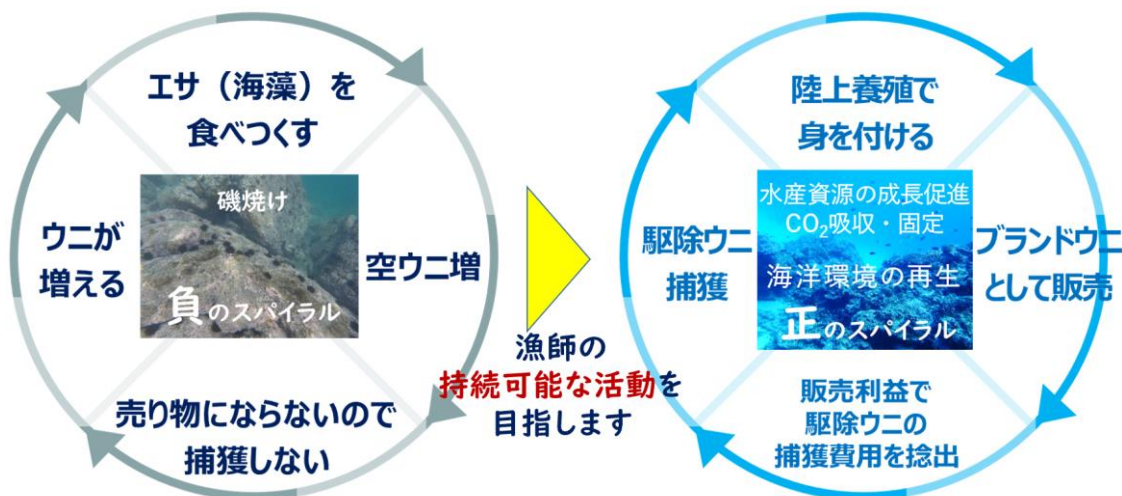 エサ（海藻）を
食べつくす
磯焼け
ウニが
増える
空ウニ増
負のスパイラル
売り物にならないので
捕獲しない
漁師の
持続可能な活動を
目指します
陸上養殖で
身を付ける
水産資源の成長促進
CO₂吸収・固定
駆除ウニ
捕獲
ブランドウニ
として販売
海洋環境の再生
正のスパイラル
販売利益で
駆除ウニの
捕獲費用を捻出